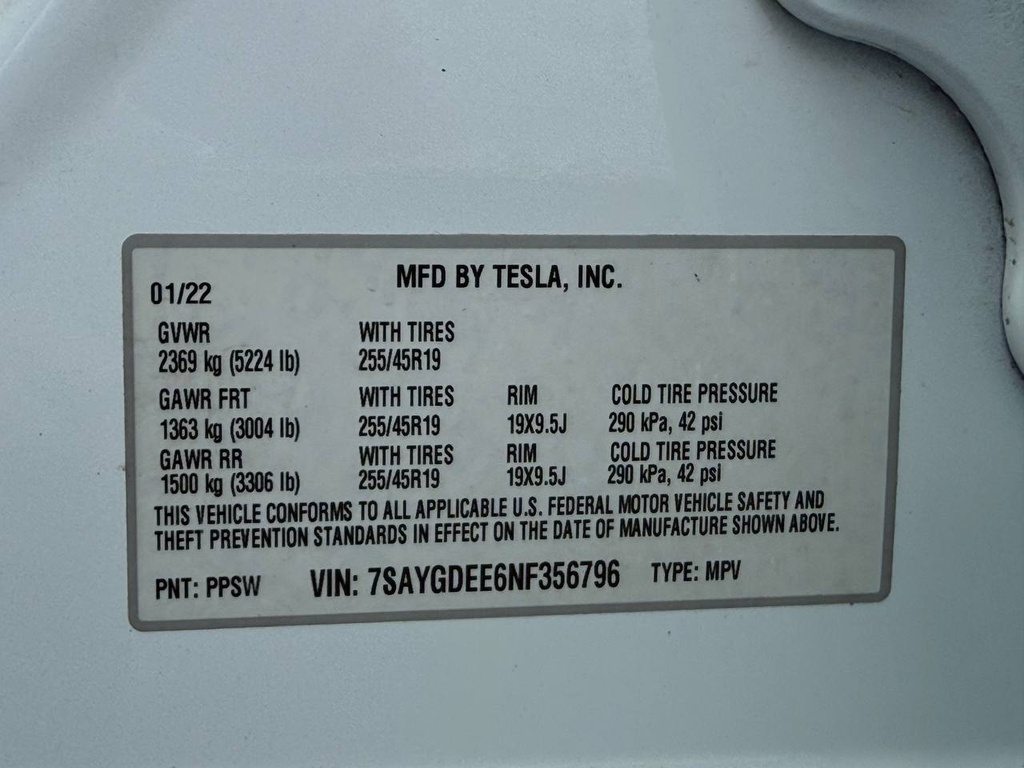 MFD BY TESLA, INC.
01/22
GVWR WITH TIRES
2369 kg (5224 lb) 255/45R19
GAWR FRT WITH TIRES RIM COLD TIRE PRESSURE
1363 kg (3004 lb) 255/45R19 19X9.5J 290 kPa, 42 psi
GAWR RR WITH TIRES RIM COLD TIRE PRESSURE
1500 kg (3306 lb) 255/45R19 19X9.5J 290 kPa, 42 psi
THIS VEHICLE CONFORMS TO ALL APPLICABLE U.S. FEDERAL MOTOR VEHICLE SAFETY AND
THEFT PREVENTION STANDARDS IN EFFECT ON THE DATE OF MANUFACTURE SHOWN ABOVE.
PNT: PPSW VIN: 7SAYGDEE6NF356796 TYPE: MPV